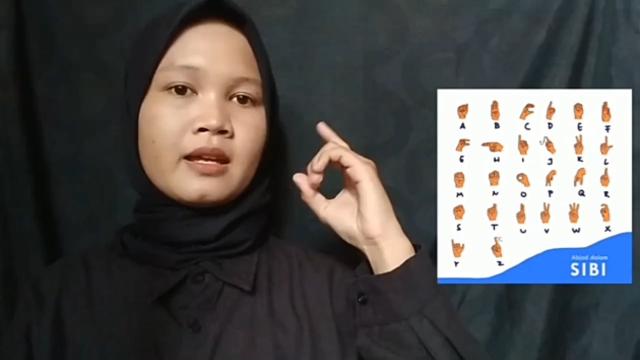 A B C D E F
G H I J K L
M N O P Q R
S T U V W X
Y Z
Abjad dalam
SIBI